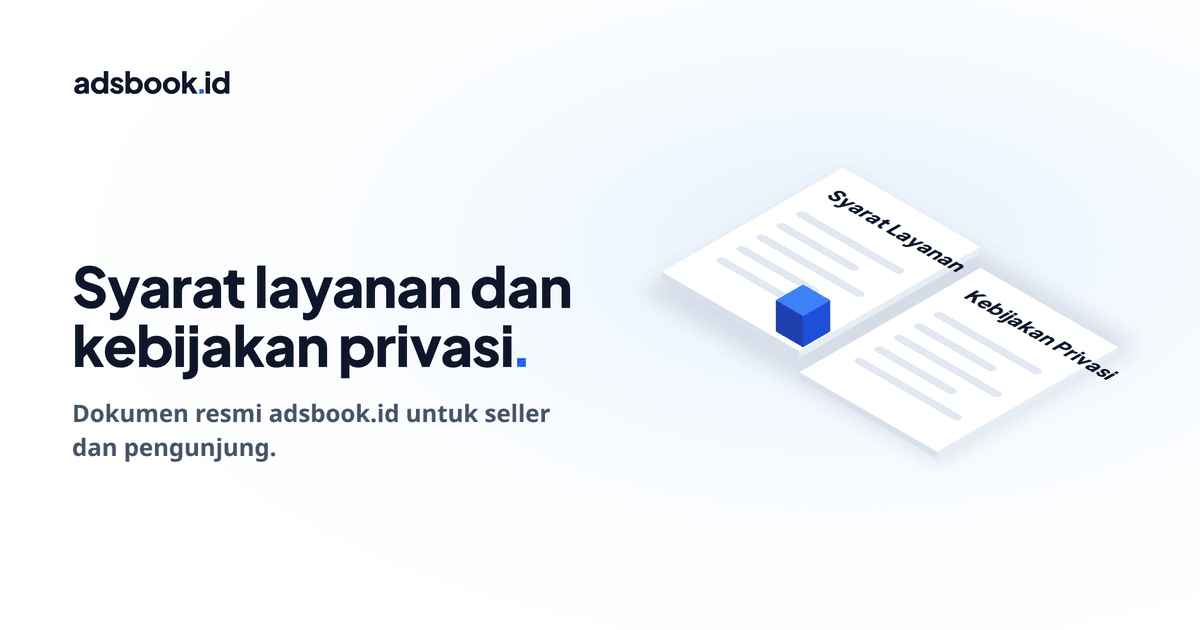 adsbook.id
Syarat layanan dan
kebijakan privasi.
Dokumen resmi adsbook.id untuk seller
dan pengunjung.
Syarat Layanan
Kebijakan Privasi